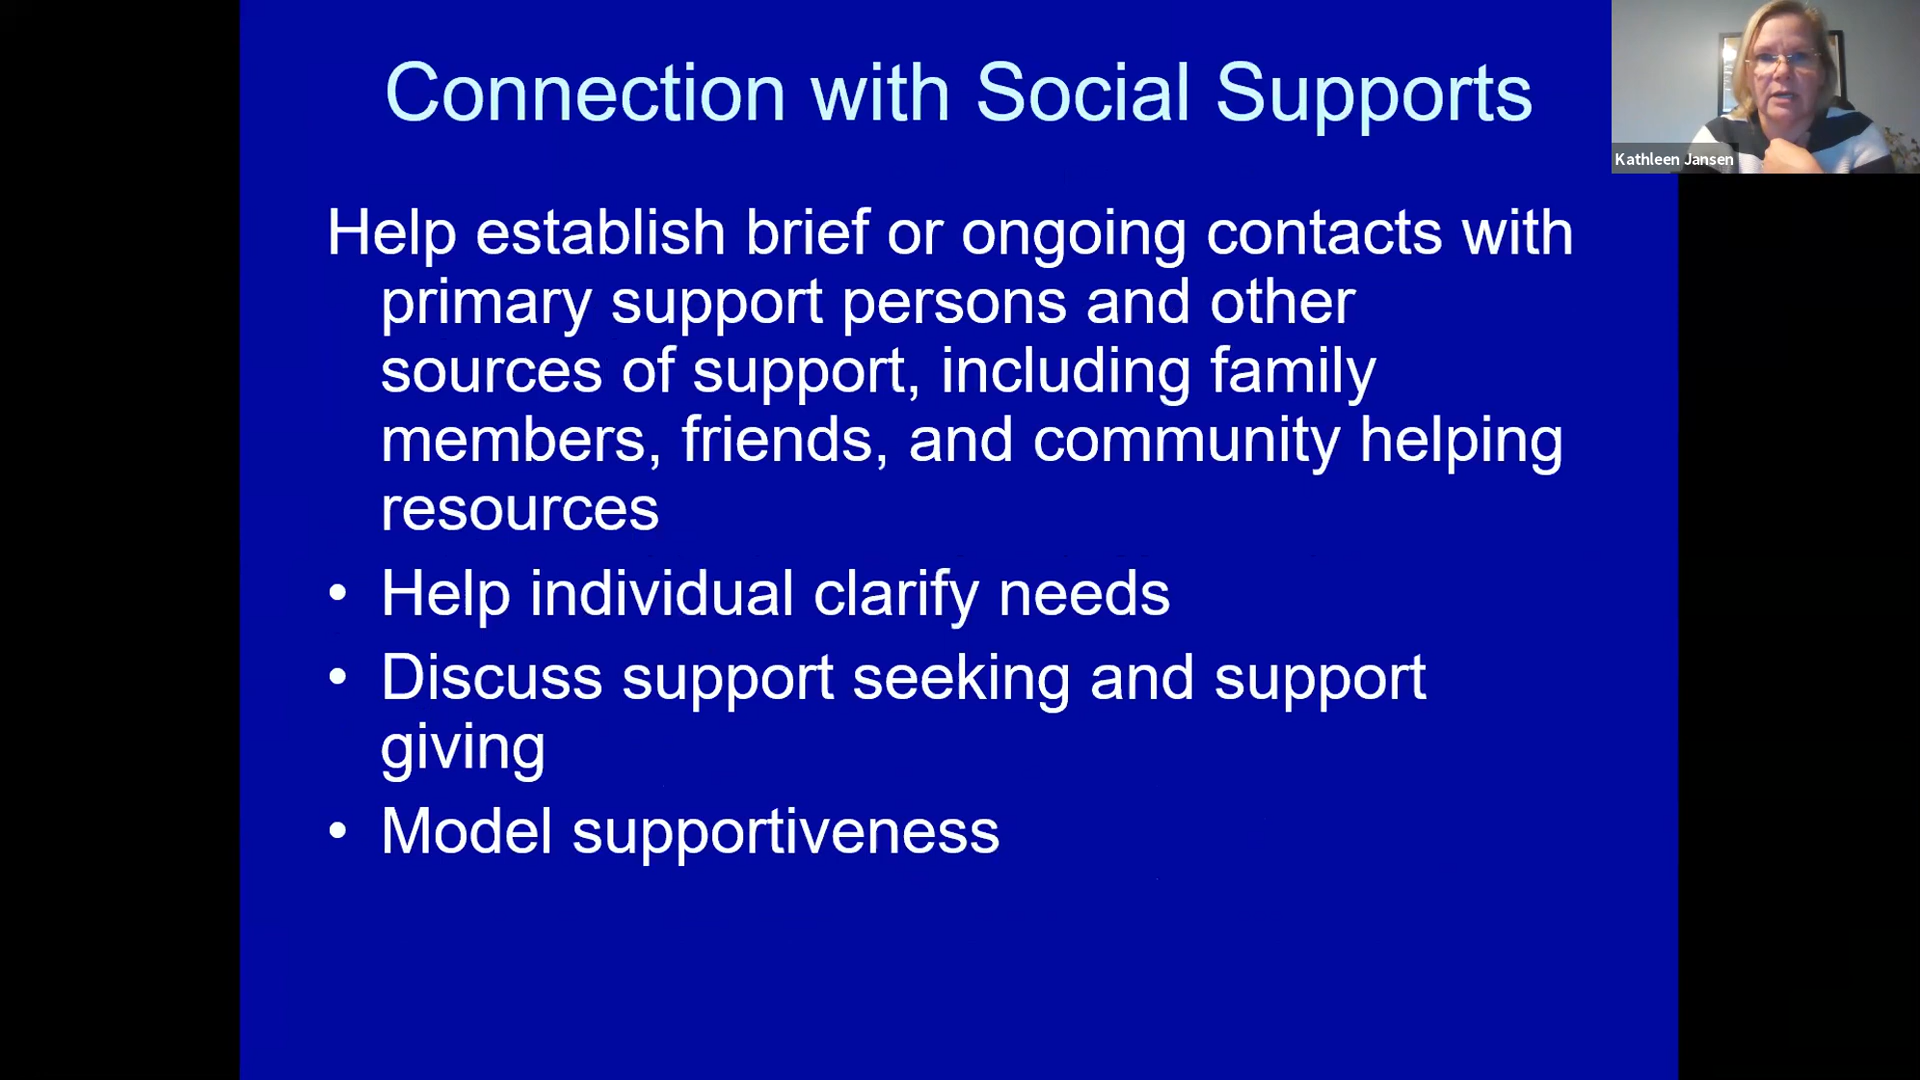 Connection with Social Supports
Kathleen Jansen
Help establish brief or ongoing contacts with
primary support persons and other
sources of support, including family
members, friends, and community helping
resources
• Help individual clarify needs
• Discuss support seeking and support
giving
• Model supportiveness